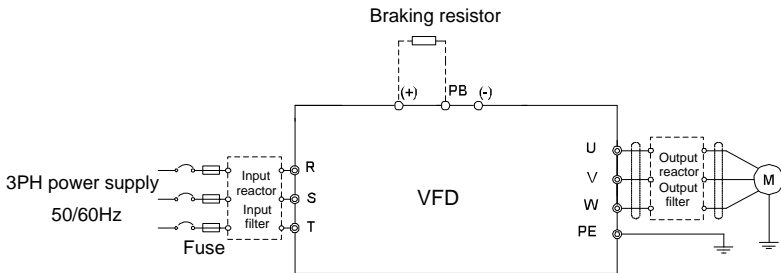 Braking resistor
(+)
PB
(-)
3PH power supply
50/60Hz
Fuse
Input
reactor
Input
filter
R
S
T
VFD
U
V
W
PE
Output
reactor
Output
filter
M